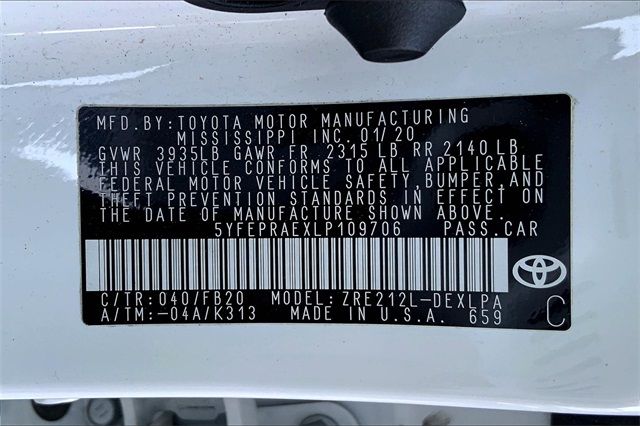 MFD.BY:TOYOTA MOTOR MANUFACTURING
MISSISSIPPI INC.01/20
GVWR 3935LB GAWR FR 2315LB RR 2140LB
THIS VEHICLE CONFORMS TO ALL APPLICABLE
FEDERAL MOTOR VEHICLE SAFETY,BUMPER,AND
THEFT PREVENTION STANDARDS IN EFFECT ON
THE DATE OF MANUFACTURE SHOWN ABOVE.
5YFEPRAEXLP109706 PASS.CAR
C/TR:040/FB20 MODEL:ZRE212L-DEXLPA
A/TM:-04A/K313 MADE IN U.S.A. 659 C